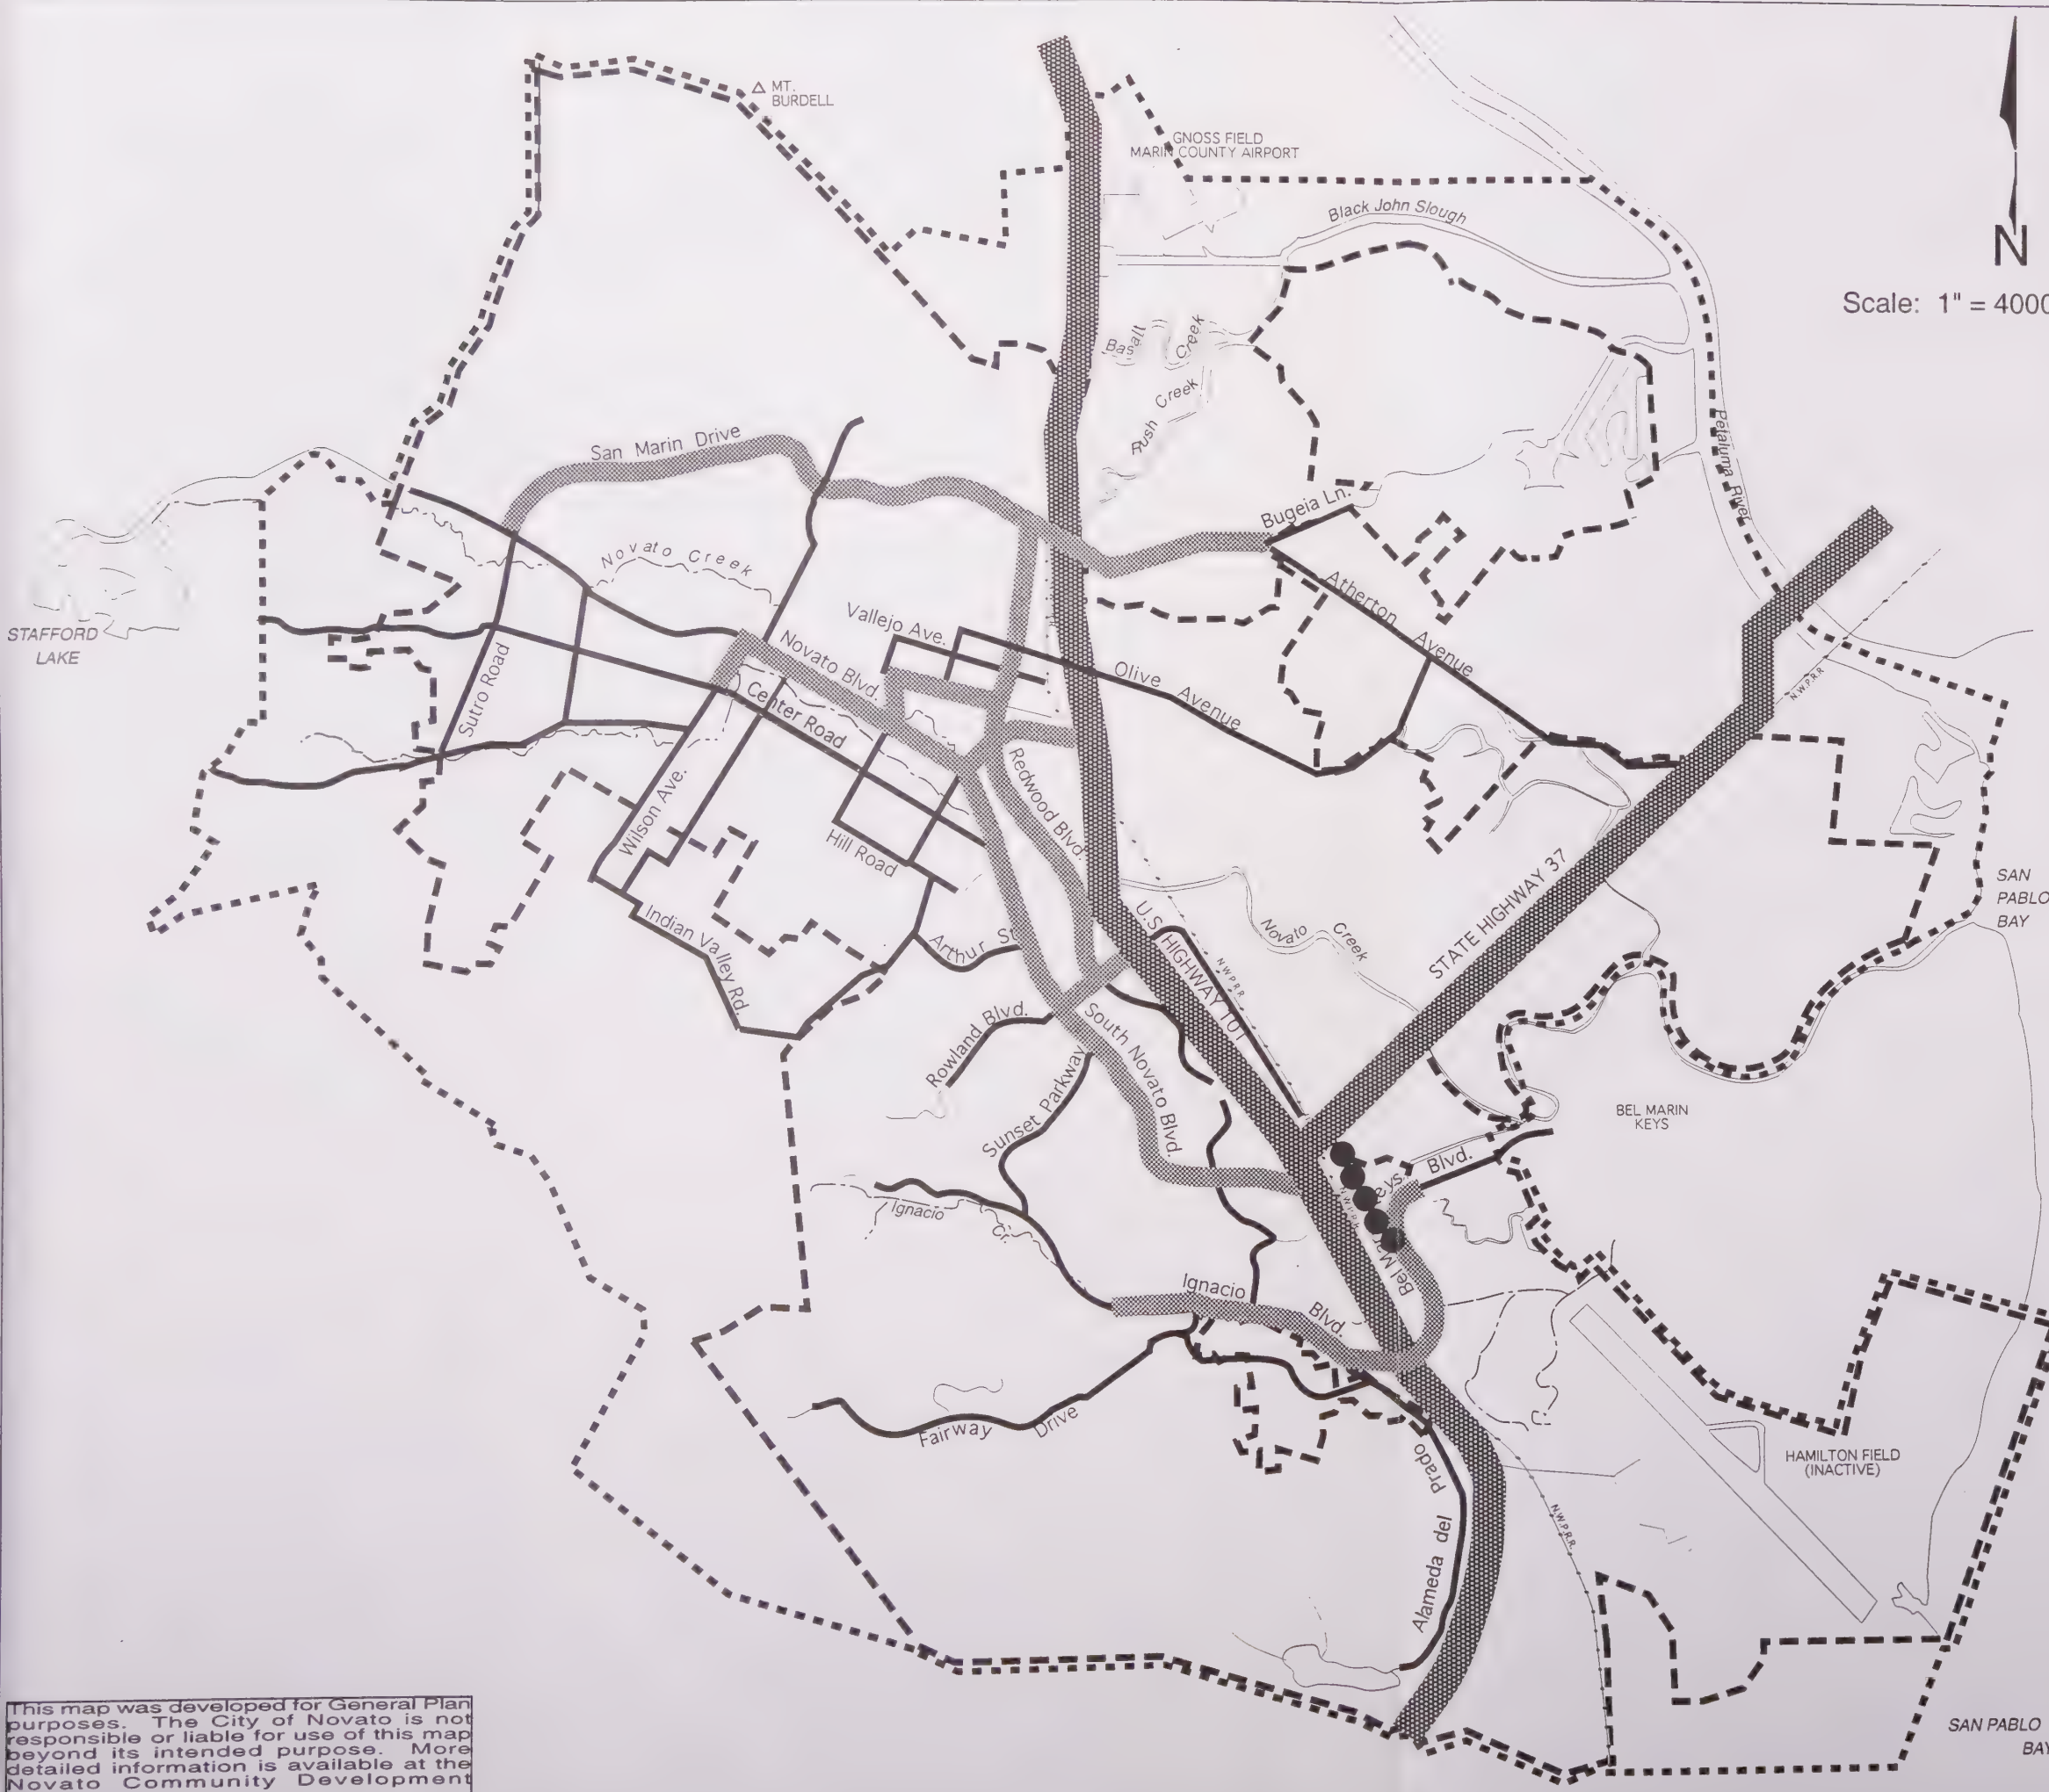 MT.
BURDELL
GNOSS FIELD
MARIN COUNTY AIRPORT
Black John Slough
N
Scale: 1" = 4000
Basalt Creek
Rush Creek
Petaluma River
San Marin Drive
Bugeia Ln.
Novato Creek
Atherton Avenue
STAFFORD
LAKE
Vallejo Ave.
Novato Blvd.
Olive Avenue
N.W.P.R.R
Sutro Road
Center Road
Redwood Blvd.
Wilson Ave.
Hill Road
STATE HIGHWAY 37
SAN
PABLO
BAY
U.S. HIGHWAY 101
Novato Creek
Indian Valley Rd.
Arthur St
N.W.P.R.R.
Rowland Blvd.
South Novato Blvd.
Sunset Parkway
BEL MARIN
KEYS
Blvd.
Keys
N.W.P.R.R.
Bel Mar
Ignacio Cr.
Ignacio Blvd.
Fairway Drive
HAMILTON FIELD
(INACTIVE)
Alameda del Prado
N.W.P.R.R.
SAN PABLO
BAY
This map was developed for General Plan
purposes. The City of Novato is not
responsible or liable for use of this map
beyond its intended purpose. More
detailed information is available at the
Novato Community Development